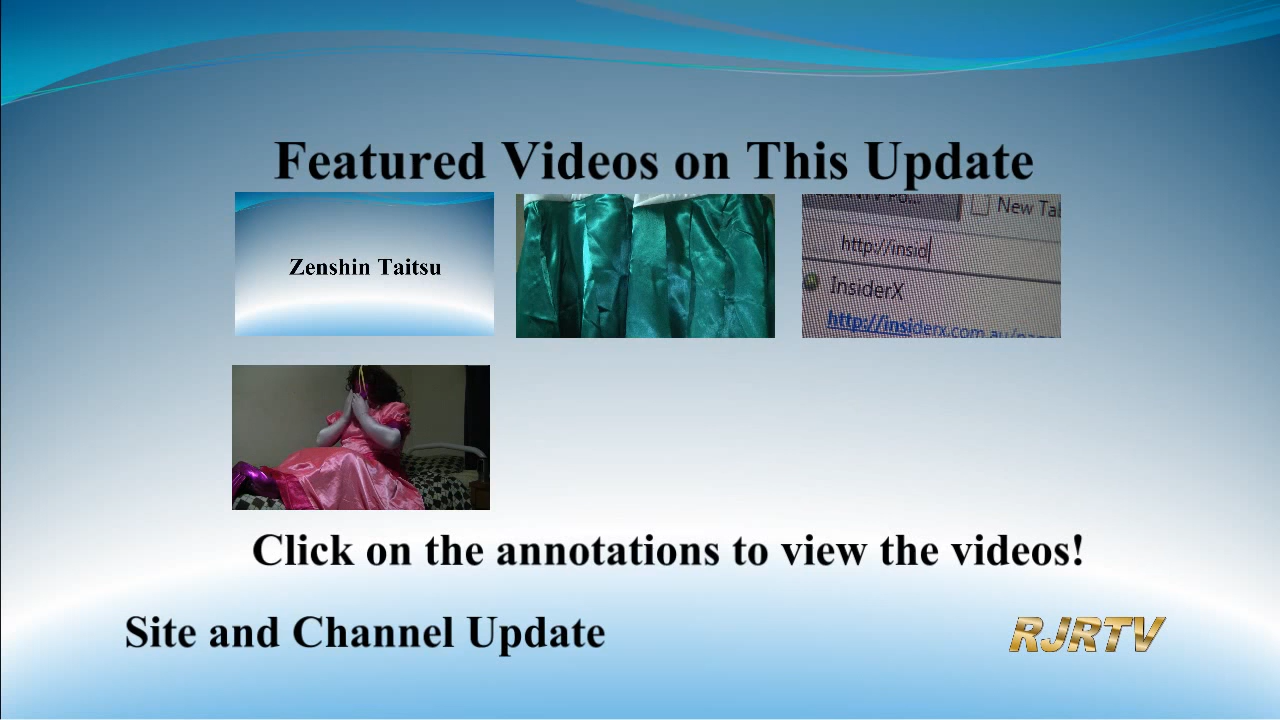 Featured Videos on This Update
Zenshin Taitsu
New Tab
http://insid
InsiderX
http://insiderx.com.au/
Click on the annotations to view the videos!
Site and Channel Update
RJRTV